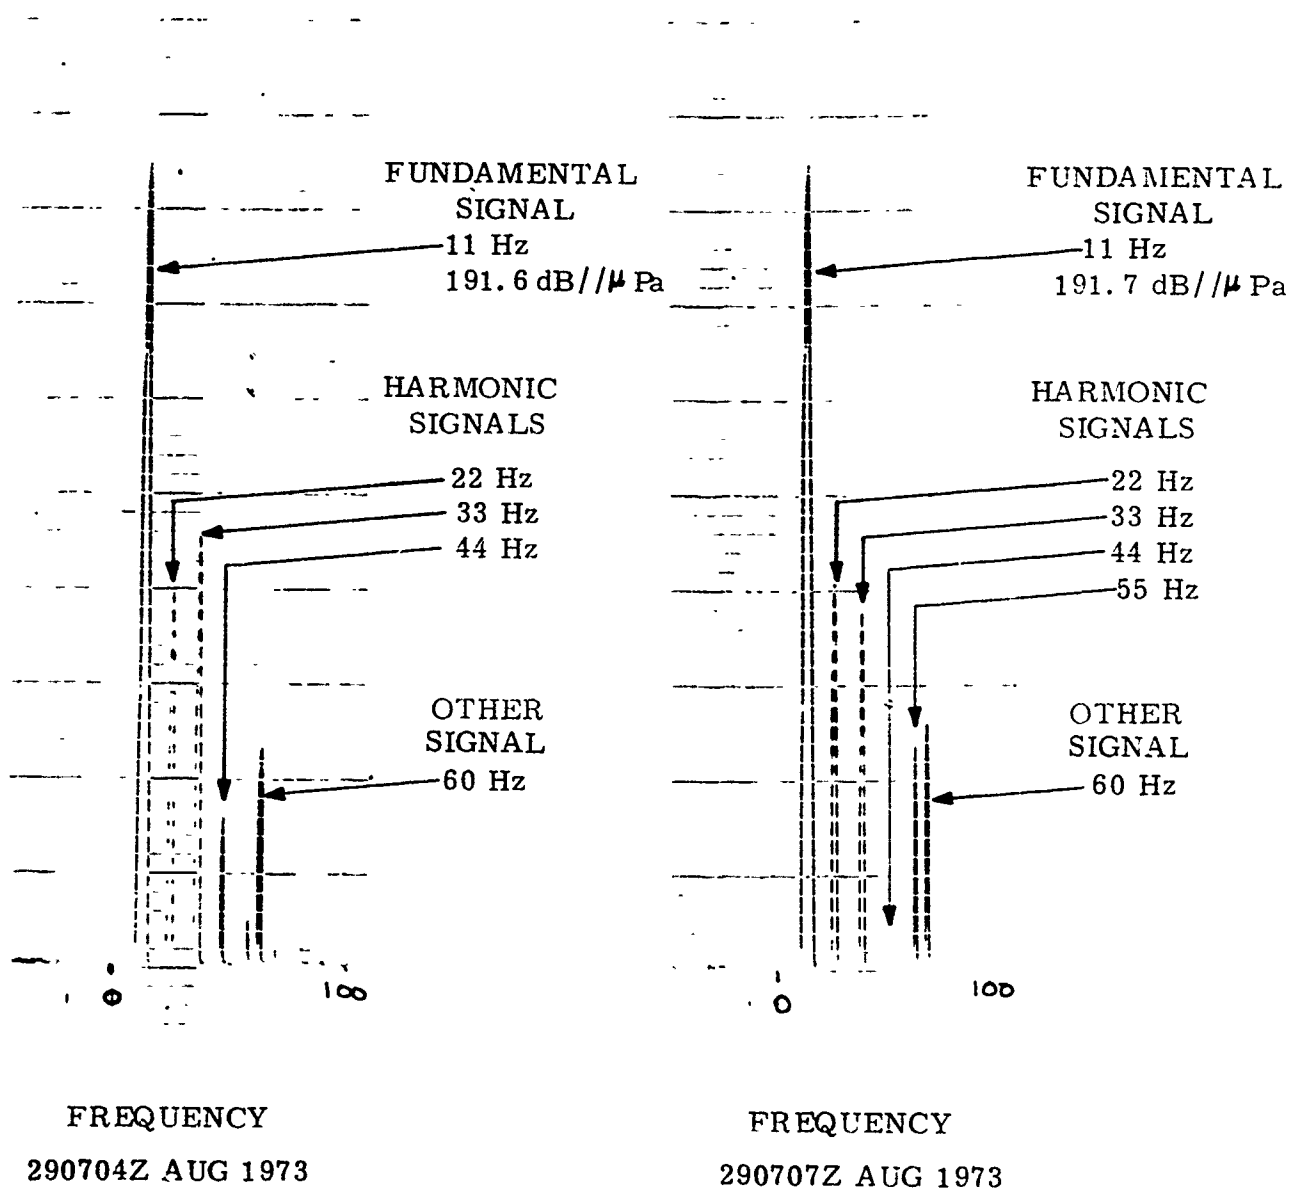 FUNDAMENTAL
SIGNAL
11 Hz
191.6 dB//μ Pa
HARMONIC
SIGNALS
22 Hz
33 Hz
44 Hz
OTHER
SIGNAL
60 Hz
0
100
FREQUENCY
290704Z AUG 1973
FUNDAMENTAL
SIGNAL
11 Hz
191.7 dB//μ Pa
HARMONIC
SIGNALS
22 Hz
33 Hz
44 Hz
55 Hz
OTHER
SIGNAL
60 Hz
0
100
FREQUENCY
290707Z AUG 1973